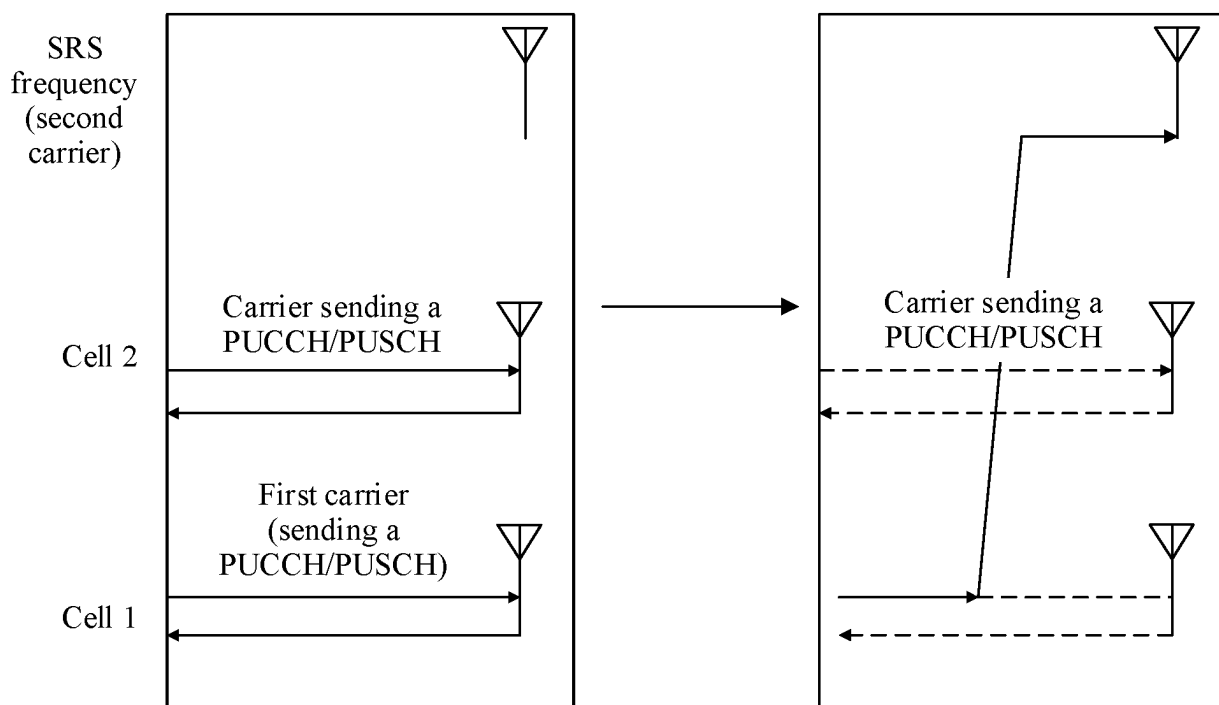 SRS
frequency
(second
carrier)
Carrier sending a
PUCCH/PUSCH
Cell 2
First carrier
(sending a
PUCCH/PUSCH)
Cell 1
Carrier sending a
PUCCH/PUSCH